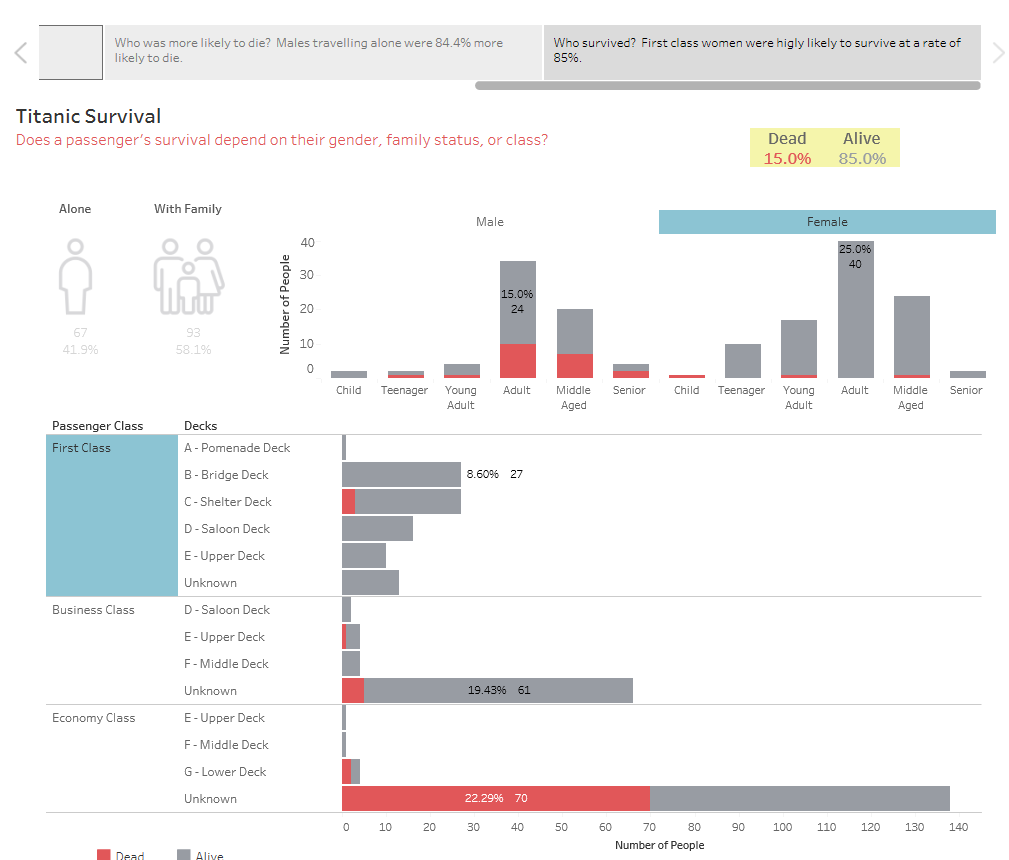 Who was more likely to die? Males travelling alone were 84.4% more
likely to die.
Who survived? First class women were higly likely to survive at a rate of
85%.
Titanic Survival
Does a passenger's survival depend on their gender, family status, or class?
Dead Alive
15.0% 85.0%
Alone With Family
67 93
41.9% 58.1%
Male Female
Number of People
40
30
20
10
0
15.0%
24
25.0%
40
Child Teenager Young Adult Adult Middle Aged Senior Child Teenager Young Adult Adult Middle Aged Senior
Passenger Class Decks
First Class A - Pomenade Deck
B - Bridge Deck 8.60% 27
C - Shelter Deck
D - Saloon Deck
E - Upper Deck
Unknown
Business Class D - Saloon Deck
E - Upper Deck
F - Middle Deck
Unknown 19.43% 61
Economy Class E - Upper Deck
F - Middle Deck
G - Lower Deck
Unknown 22.29% 70
0 10 20 30 40 50 60 70 80 90 100 110 120 130 140
Number of People
Dead Alive